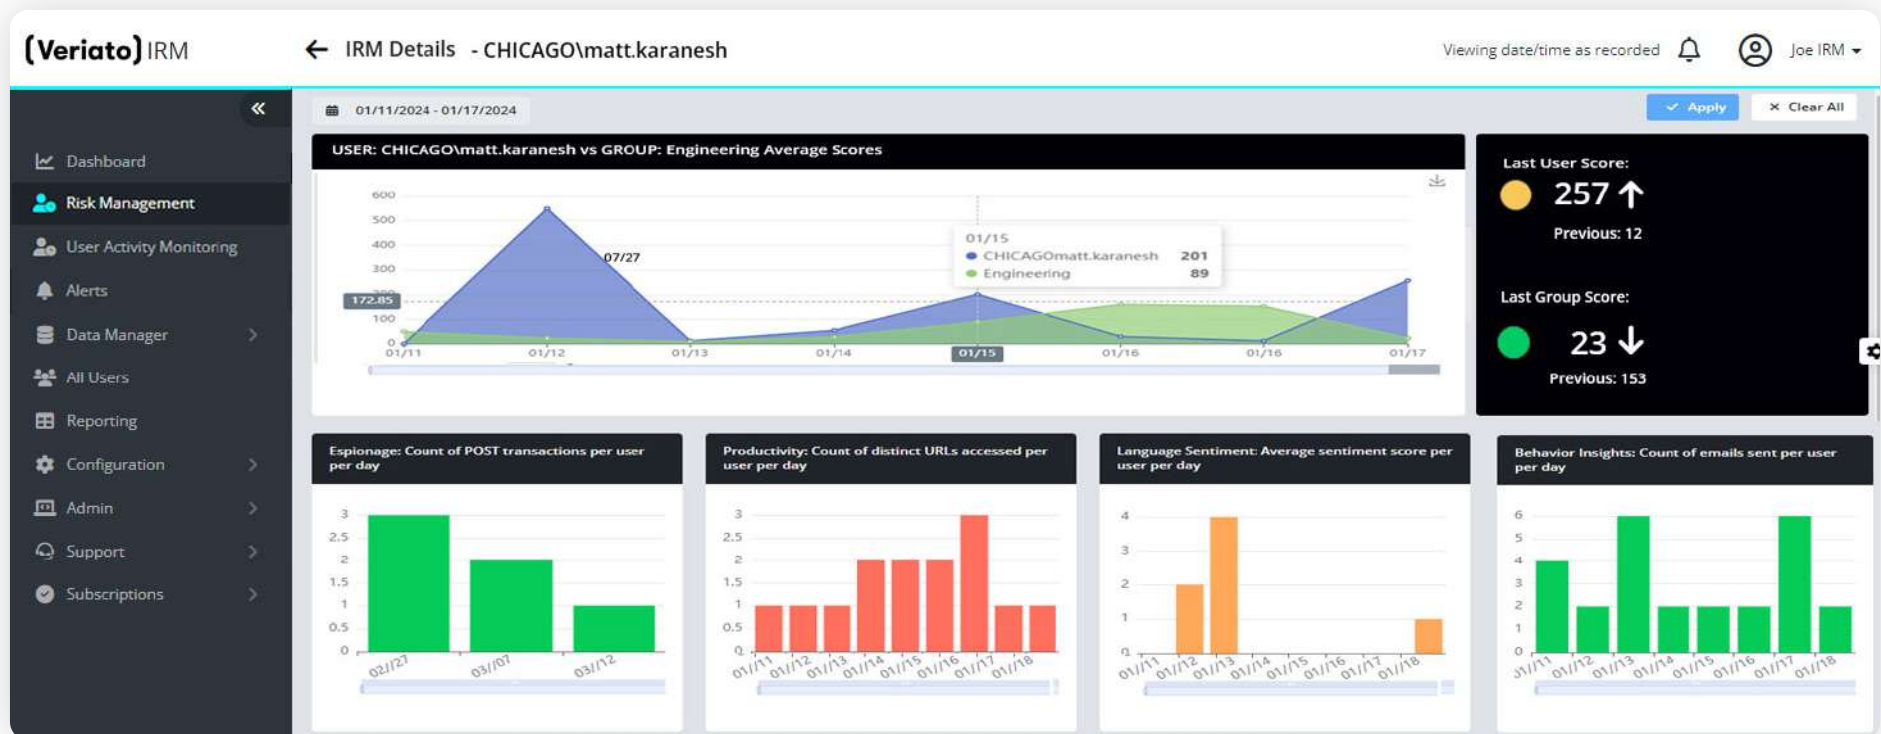 (Veriato) IRM
IRM Details - CHICAGO\matt.karanesh
Viewing date/time as recorded
Joe IRM
Dashboard
Risk Management
User Activity Monitoring
Alerts
Data Manager
All Users
Reporting
Configuration
Admin
Support
Subscriptions
01/11/2024 - 01/17/2024
Apply
Clear All
USER: CHICAGO\matt.karanesh vs GROUP: Engineering Average Scores
600
500
400
300
172.85
100
0
07/27
01/15
CHICAGOmatt.karanesh 201
Engineering 89
01/11 01/12 01/13 01/14 01/15 01/16 01/16 01/17
Last User Score:
257
Previous: 12
Last Group Score:
23
Previous: 153
Espionage: Count of POST transactions per user
per day
3
2.5
2
1.5
1
0.5
0
02//27 03//07 03//12
Productivity: Count of distinct URLs accessed per
user per day
3
2.5
2
1.5
1
0.5
01//11 01//12 01//13 01//14 01//15 01//16 01//17 01//18
Language Sentiment: Average sentiment score per
user per day
4
3
2
1
01//11 01//12 01//13 01//14 01//15 01//16 01//17 01//18
Behavior Insights: Count of emails sent per user
per day
6
5
4
3
2
1
0
01//12 01//13 01//14 01//15 01//16 01//17 01//18